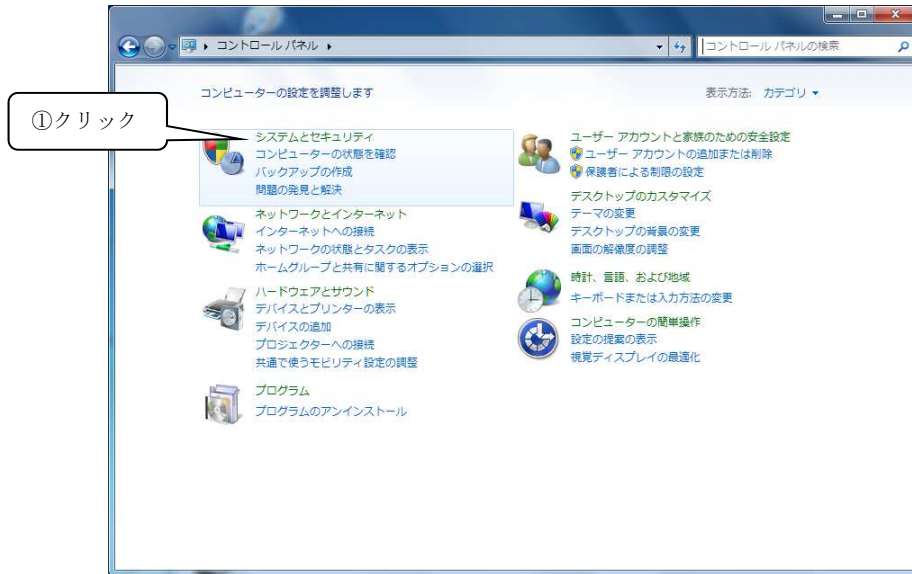 コントロール パネル
コントロール パネルの検索
コンピューターの設定を調整します
表示方法: カテゴリ
①クリック
システムとセキュリティ
コンピューターの状態を確認
バックアップの作成
問題の発見と解決
ネットワークとインターネット
インターネットへの接続
ネットワークの状態とタスクの表示
ホームグループと共有に関するオプションの選択
ハードウェアとサウンド
デバイスとプリンターの表示
デバイスの追加
プロジェクターへの接続
共通で使うモビリティ設定の調整
プログラム
プログラムのアンインストール
ユーザー アカウントと家族のための安全設定
ユーザー アカウントの追加または削除
保護者による制限の設定
デスクトップのカスタマイズ
テーマの変更
デスクトップの背景の変更
画面の解像度の調整
時計、言語、および地域
キーボードまたは入力方法の変更
コンピューターの簡単操作
設定の提案の表示
視覚ディスプレイの最適化